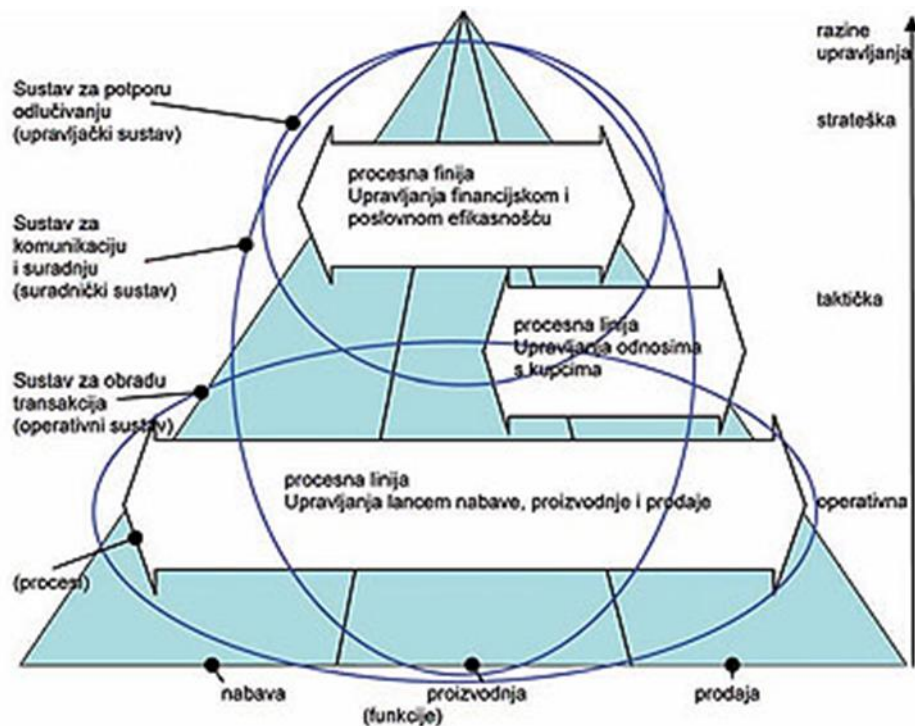 razine
upravljanja
Sustav za potporu
odlučivanju
(upravljački sustav)
strateška
procesna finija
Upravljanja financijskom i
poslovnom efikasnošću
Sustav za
komunikaciju
i suradnju
(suradnički sustav)
taktička
procesna linija
Upravljanja odnosima
s kupcima
Sustav za obradu
transakcija
(operativni sustav)
procesna linija
Upravljanja lancem nabave, proizvodnje i prodaje
operativna
(procesi)
nabava
proizvodnja
prodaja
(funkcije)